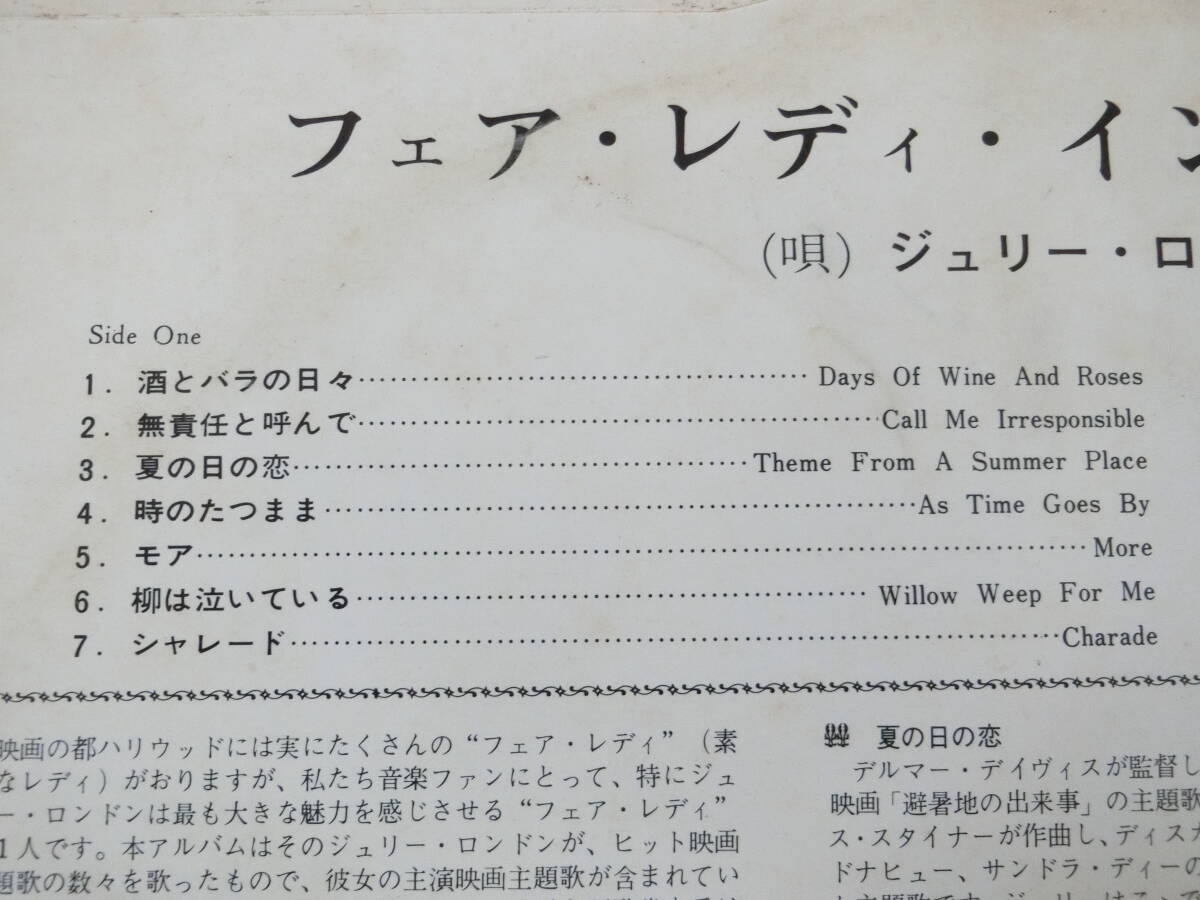 フェア・レディ・イン
(唄) ジュリー・ロ
Side One
1. 酒とバラの日々…………Days Of Wine And Roses
2. 無責任と呼んで…………Call Me Irresponsible
3. 夏の日の恋…………Theme From A Summer Place
4. 時のたつまま…………As Time Goes By
5. モア…………More
6. 柳は泣いている…………Willow Weep For Me
7. シャレード…………Charade
映画の都ハリウッドには実にたくさんの“フェア・レディ”(素
なレディ)がおりますが、私たち音楽ファンにとって、特にジュ
ー・ロンドンは最も大きな魅力を感じさせる“フェア・レディ”
1人です。本アルバムはそのジュリー・ロンドンが、ヒット映画
題歌の数々を歌ったもので、彼女の主演映画主題歌が含まれてい
夏の日の恋
デルマー・デイヴィスが監督し
映画「避暑地の出来事」の主題歌
ス・スタイナーが作曲し、ディスカ
ドナヒュー、サンドラ・ディーの